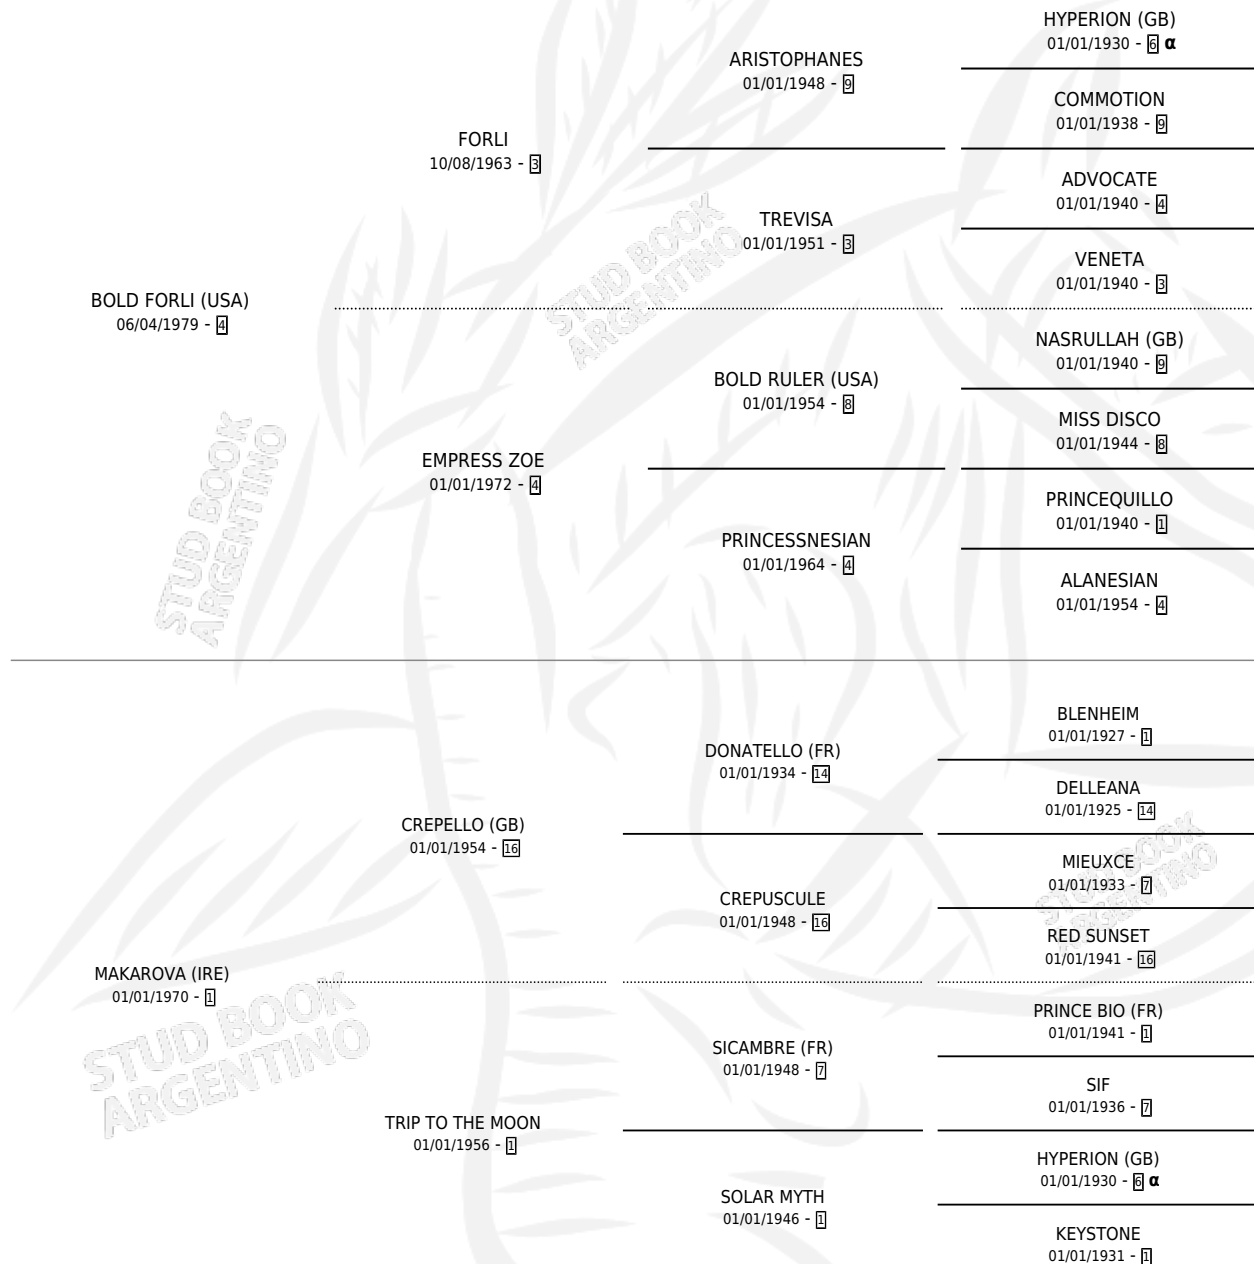 HYPERION (GB)
01/01/1930 - 6 α
ARISTOPHANES
01/01/1948 - 9
COMMOTION
01/01/1938 - 9
FORLI
10/08/1963 - 3
ADVOCATE
01/01/1940 - 4
TREVISA
01/01/1951 - 3
VENETA
01/01/1940 - 3
BOLD FORLI (USA)
06/04/1979 - 4
NASRULLAH (GB)
01/01/1940 - 9
BOLD RULER (USA)
01/01/1954 - 8
MISS DISCO
01/01/1944 - 8
EMPRESS ZOE
01/01/1972 - 4
PRINCEQUILLO
01/01/1940 - 1
PRINCESSNESIAN
01/01/1964 - 4
ALANESIAN
01/01/1954 - 4
BLENHEIM
01/01/1927 - 1
DONATELLO (FR)
01/01/1934 - 14
DELLEANA
01/01/1925 - 14
CREPELLO (GB)
01/01/1954 - 16
MIEUXCE
01/01/1933 - 7
CREPUSCULE
01/01/1948 - 16
RED SUNSET
01/01/1941 - 16
MAKAROVA (IRE)
01/01/1970 - 1
PRINCE BIO (FR)
01/01/1941 - 1
SICAMBRE (FR)
01/01/1948 - 7
SIF
01/01/1936 - 7
TRIP TO THE MOON
01/01/1956 - 1
HYPERION (GB)
01/01/1930 - 6 α
SOLAR MYTH
01/01/1946 - 1
KEYSTONE
01/01/1931 - 1
STUD BOOK
ARGENTINO
STUD BOOK
ARGENTINO
STUD BOOK
ARGENTINO
STUD BOOK
ARGENTINO